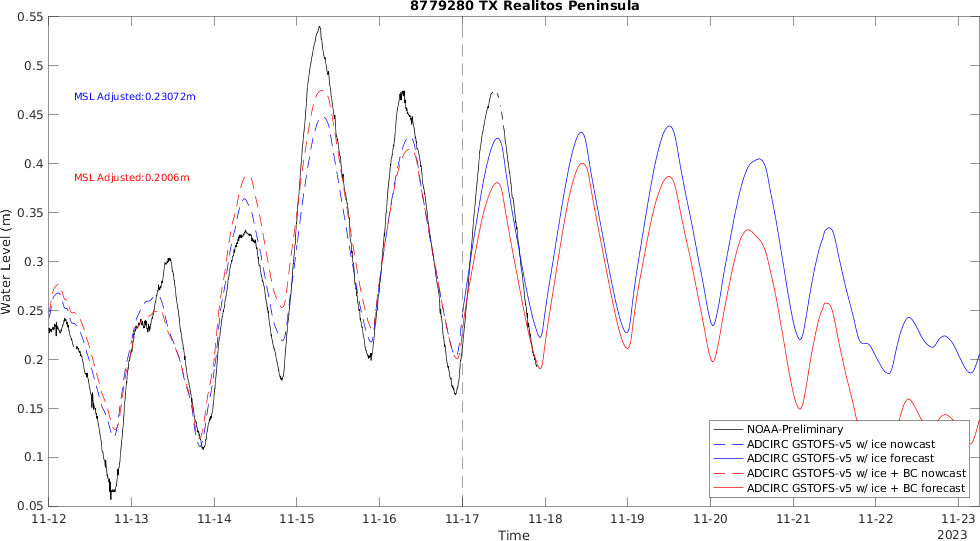 8779280 TX Realitos Peninsula
0.55
0.5
0.45
0.4
0.35
0.3
0.25
0.2
0.15
0.1
0.05
Water Level (m)
MSL Adjusted:0.23072m
MSL Adjusted:0.2006m
NOAA-Preliminary
ADCIRC GSTOFS-v5 w/ ice nowcast
ADCIRC GSTOFS-v5 w/ ice forecast
ADCIRC GSTOFS-v5 w/ ice + BC nowcast
ADCIRC GSTOFS-v5 w/ ice + BC forecast
11-12 11-13 11-14 11-15 11-16 11-17 11-18 11-19 11-20 11-21 11-22 11-23
Time
2023